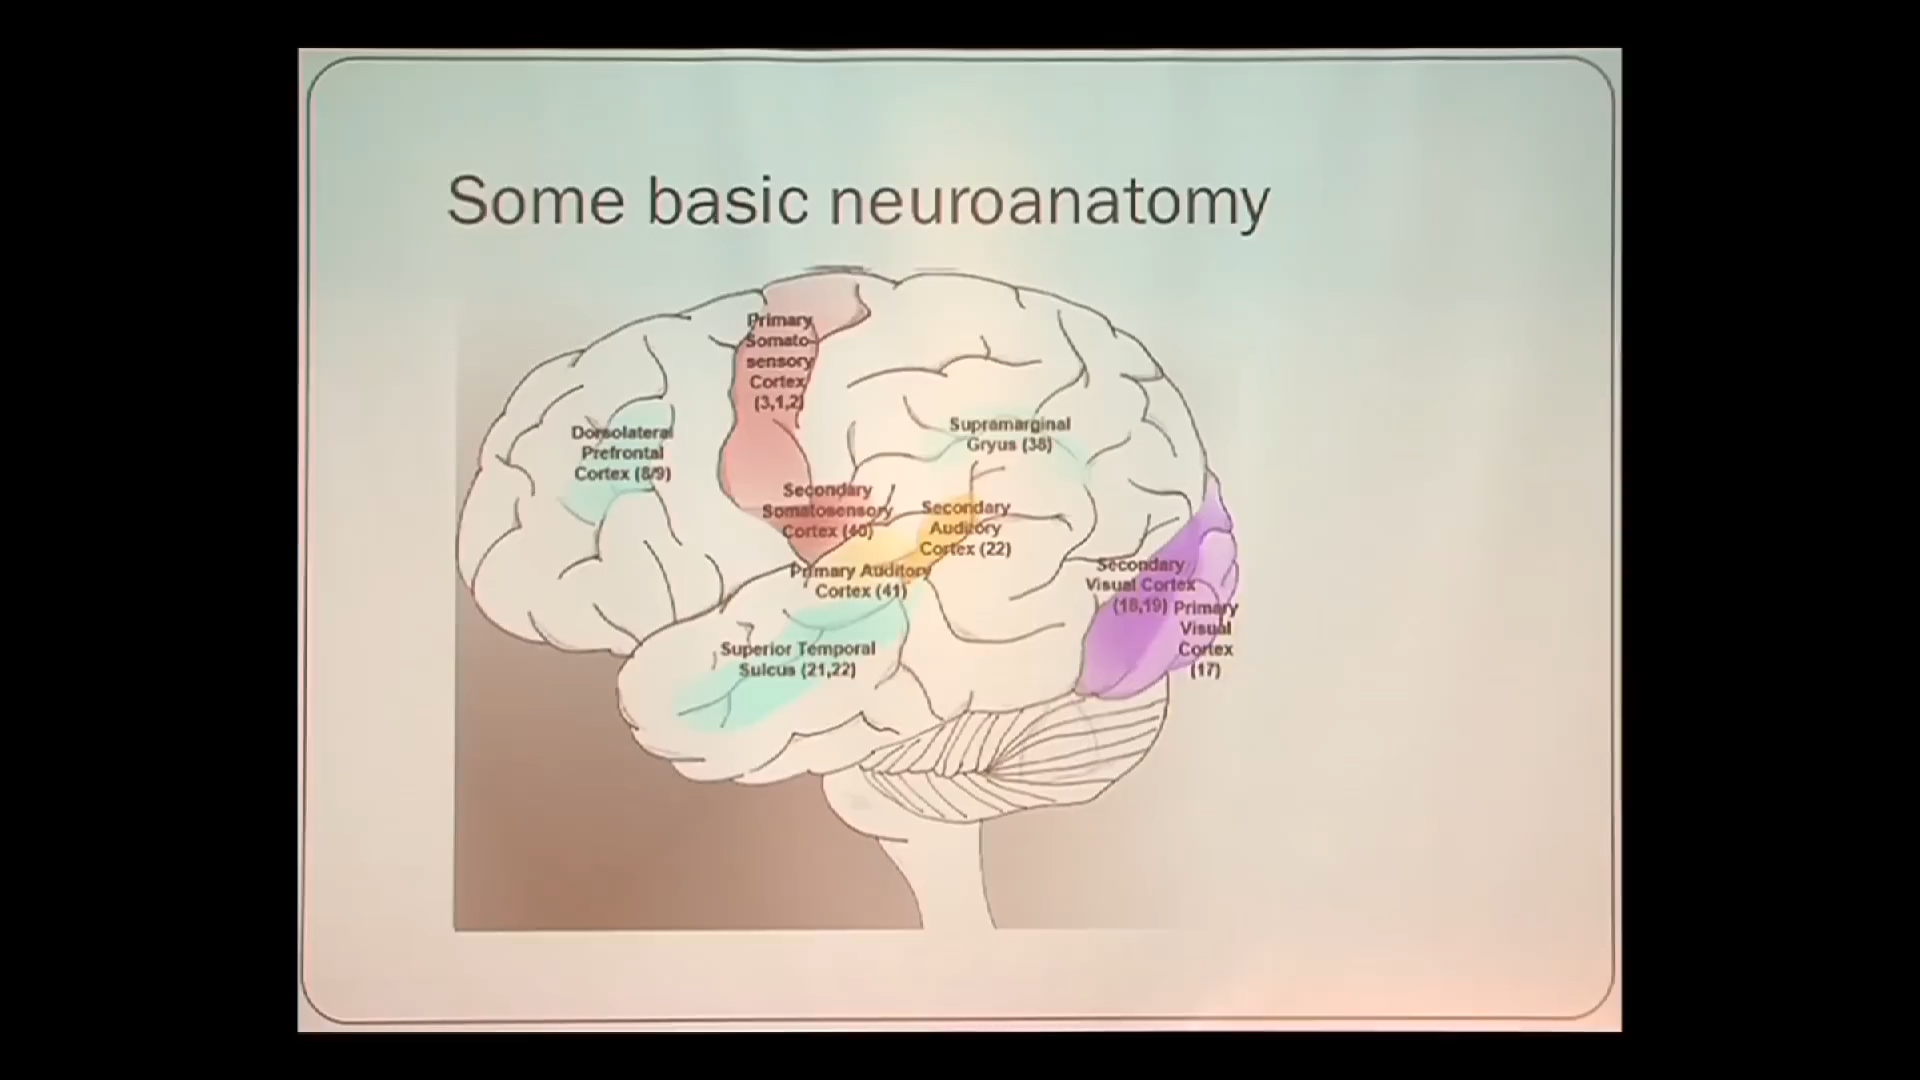 Some basic neuroanatomy
Primary
Somato-
sensory
Cortex
(3,1,2)
Dorsolateral
Prefrontal
Cortex (8/9)
Supramarginal
Gryus (38)
Secondary
Somatosensory
Cortex (40)
Secondary
Auditory
Cortex (22)
Primary Auditory
Cortex (41)
Secondary
Visual Cortex
(18,19)
Primary
Visual
Cortex
(17)
Superior Temporal
Sulcus (21,22)